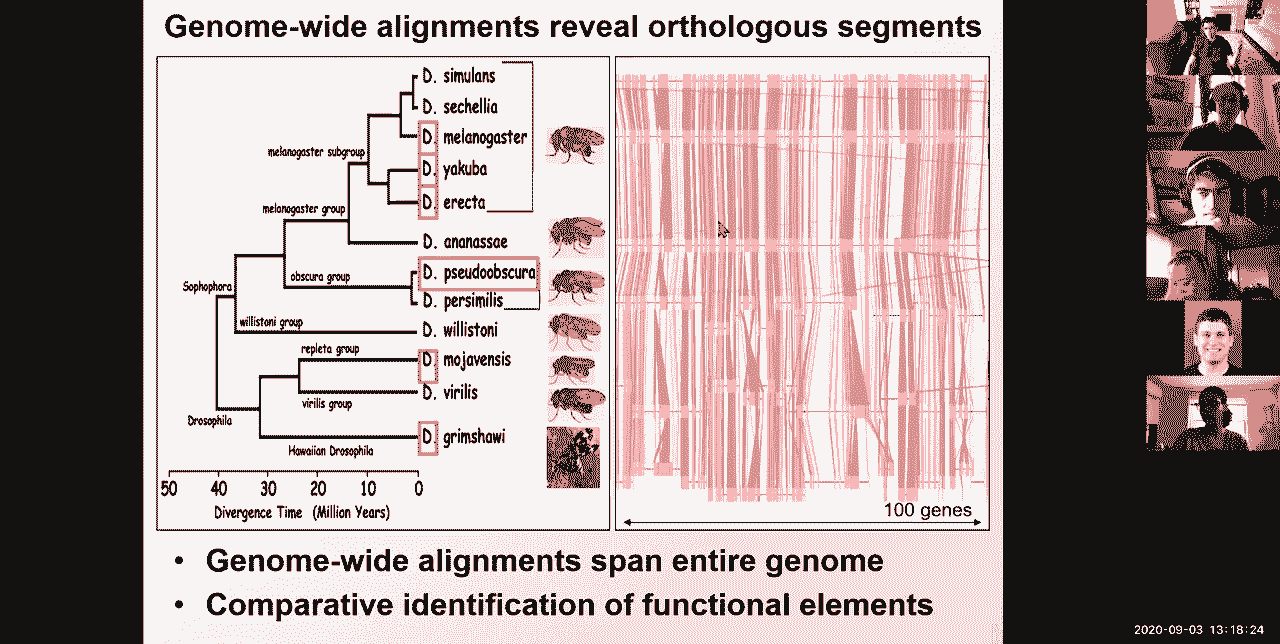 Genome-wide alignments reveal orthologous segments
D. simulans
D. sechellia
D. melanogaster
melanogaster subgroup
D. yakuba
D. erecta
melanogaster group
D. ananassae
D. pseudoobscura
obscura group
Sophophora
D. persimilis
willistoni group
D. willistoni
repleta group
D. mojavensis
D. virilis
virilis group
Drosophila
D. grimshawi
Hawaiian Drosophila
50 40 30 20 10 0
Divergence Time (Million Years)
100 genes
• Genome-wide alignments span entire genome
• Comparative identification of functional elements
2020-09-03 13:18:24